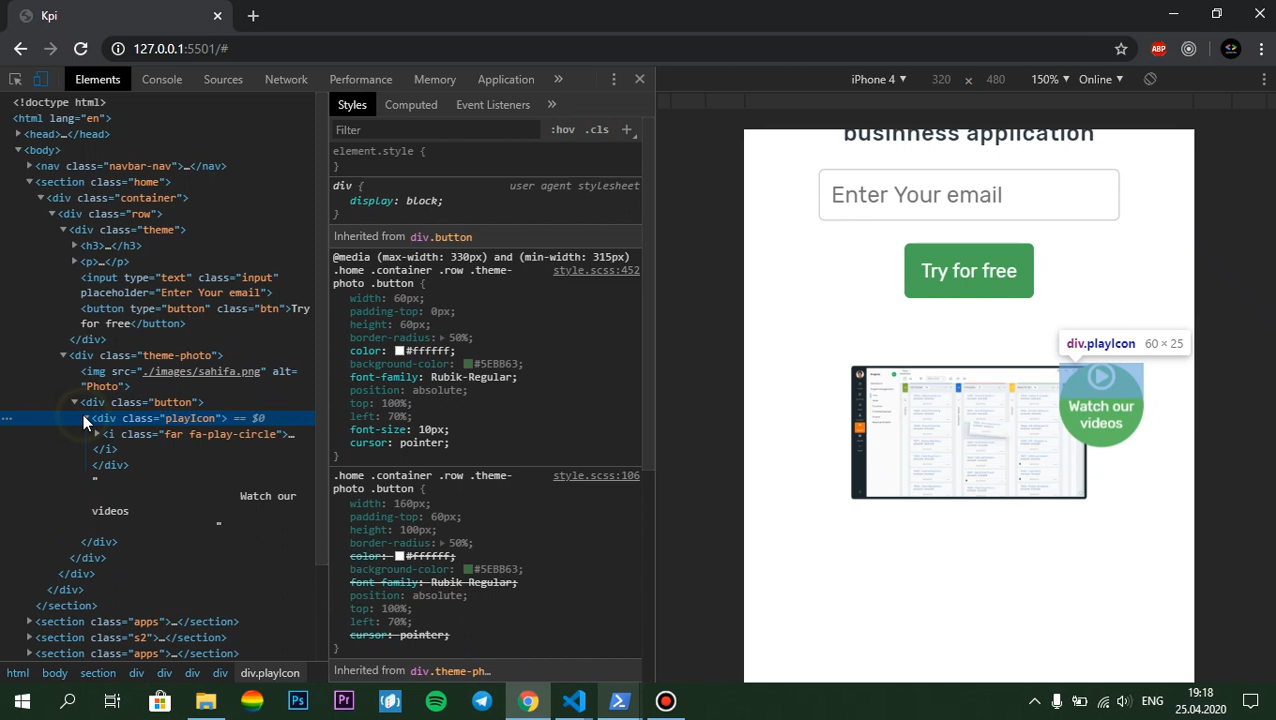 Kpi
127.0.0.1:5501/#
ABP
Elements Console Sources Network Performance Memory Application »
iPhone 4 320 × 480 150% Online
Styles Computed Event Listeners »
Filter :hov .cls +
<!doctype html>
<html lang="en">
<head>…</head>
<body>
<nav class="navbar-nav">…</nav>
<section class="home">
<div class="container">
<div class="row">
<div class="theme">
<h3>…</h3>
<p>…</p>
<input type="text" class="input"
placeholder="Enter Your email">
<button type="button" class="btn">Try
for free</button>
</div>
<div class="theme-photo">
<img src="./images/sahifa.png" alt=
"Photo">
<div class="button">
<div class="playIcon"> == $0
<i class="far fa-play-circle"…
</i>
</div>
"
Watch our
videos
"
</div>
</div>
</div>
</div>
</section>
<section class="apps">…</section>
<section class="s2">…</section>
<section class="apps">…</section>
html body section div div div div div.playIcon
element.style {
}
div { user agent stylesheet
display: block;
}
Inherited from div.button
@media (max-width: 330px) and (min-width: 315px)
.home .container .row .theme- style.scss:452
photo .button {
width: 60px;
padding-top: 0px;
height: 60px;
border-radius: 50%;
color: #ffffff;
background-color: #5EBB63;
font-family: Rubik-Regular;
position: absolute;
top: 100%;
left: 70%;
font-size: 10px;
cursor: pointer;
}
.home .container .row .theme- style.scss:106
photo .button {
width: 160px;
padding-top: 60px;
height: 100px;
border-radius: 50%;
color: #ffffff;
background-color: #5EBB63;
font-family: Rubik-Regular;
position: absolute;
top: 100%;
left: 70%;
cursor: pointer;
}
Inherited from div.theme-ph…
businness application
Enter Your email
Try for free
div.playIcon 60 × 25
Watch our
videos
Ps Pr
ENG 19:18
25.04.2020